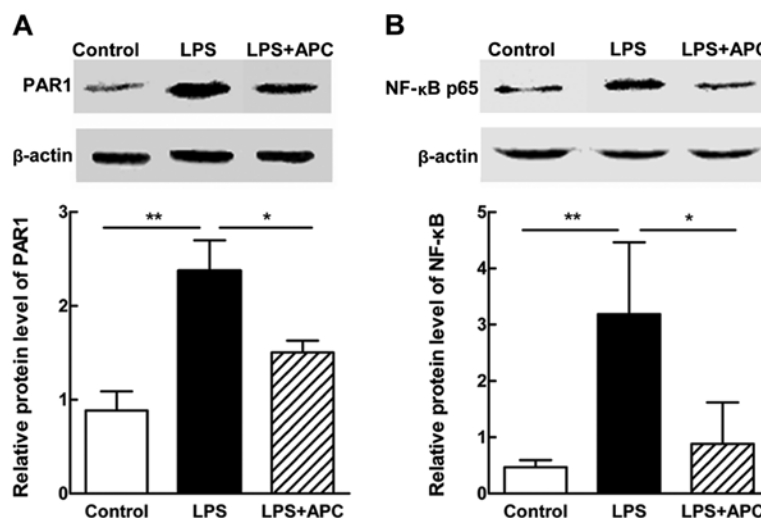 A
Control LPS LPS+APC
PAR1
β-actin
Relative protein level of PAR1
3
2
1
0
** *
Control LPS LPS+APC
B
Control LPS LPS+APC
NF-κB p65
β-actin
Relative protein level of NF-κB
5
4
3
2
1
0
** *
Control LPS LPS+APC